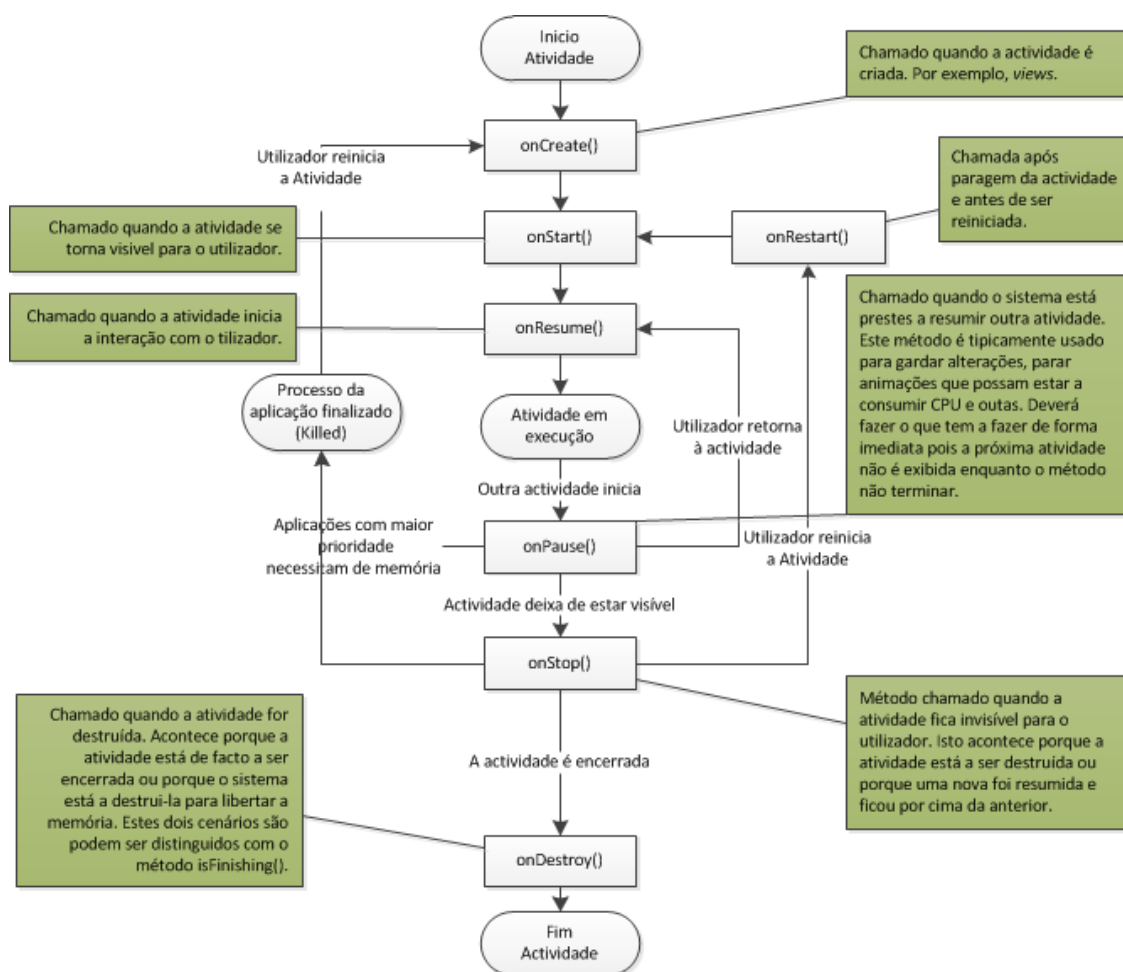 Inicio
Atividade
Chamado quando a actividade é
criada. Por exemplo, views.
onCreate()
Utilizador reinicia
a Atividade
Chamada após
paragem da actividade
e antes de ser
reiniciada.
Chamado quando a atividade se
torna visivel para o utilizador.
onStart()
onRestart()
Chamado quando a atividade inicia
a interação com o tilizador.
onResume()
Chamado quando o sistema está
prestes a resumir outra atividade.
Este método é tipicamente usado
para gardar alterações, parar
animações que possam estar a
consumir CPU e outas. Deverá
fazer o que tem a fazer de forma
imediata pois a próxima atividade
não é exibida enquanto o método
não terminar.
Processo da
aplicação finalizado
(Killed)
Atividade em
execução
Utilizador retorna
à actividade
Outra actividade inicia
Aplicações com maior
prioridade
necessitam de memória
onPause()
Utilizador reinicia
a Atividade
Actividade deixa de estar visível
onStop()
Método chamado quando a
atividade fica invisível para o
utilizador. Isto acontece porque a
atividade está a ser destruida ou
porque uma nova foi resumida e
ficou por cima da anterior.
Chamado quando a atividade for
destruída. Acontece porque a
atividade está de facto a ser
encerrada ou porque o sistema
está a destrui-la para libertar a
memória. Estes dois cenários são
podem ser distinguidos com o
método isFinishing().
A actividade é encerrada
onDestroy()
Fim
Actividade